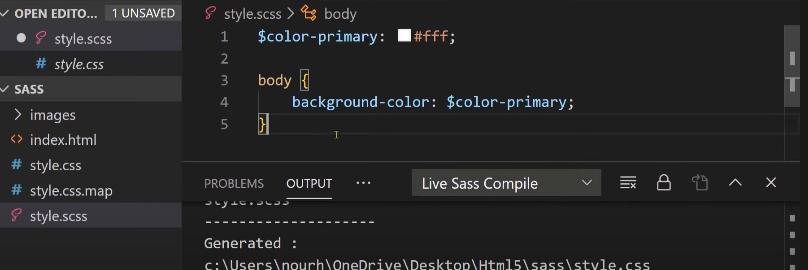 OPEN EDITO... 1 UNSAVED
style.scss
style.css
SASS
images
index.html
style.css
style.css.map
style.scss
style.scss > body
1 $color-primary: #fff;
2
3 body {
4 background-color: $color-primary;
5 }
PROBLEMS OUTPUT ... Live Sass Compile
style.scss
-------------------
Generated :
c:\Users\nourh\OneDrive\Desktop\Html5\sass\style.css